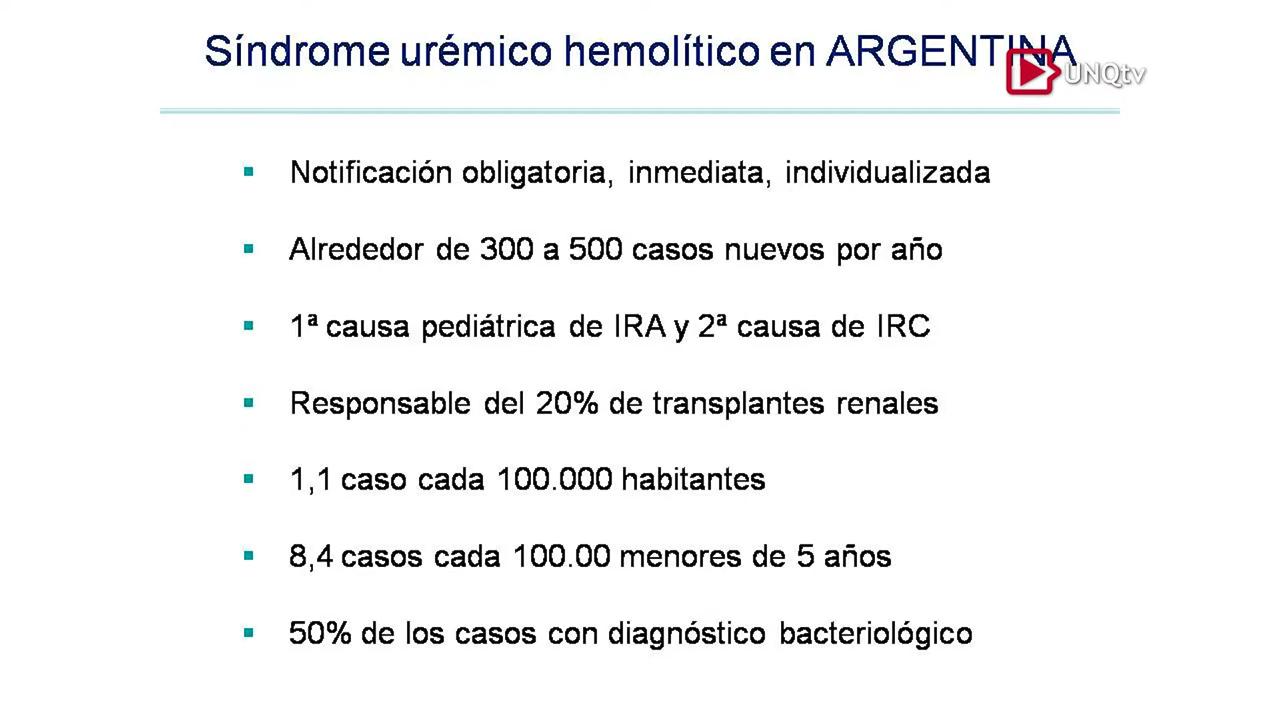 Síndrome urémico hemolítico en ARGENTINA
UNQtv
Notificación obligatoria, inmediata, individualizada
Alrededor de 300 a 500 casos nuevos por año
1ª causa pediátrica de IRA y 2ª causa de IRC
Responsable del 20% de transplantes renales
1,1 caso cada 100.000 habitantes
8,4 casos cada 100.00 menores de 5 años
50% de los casos con diagnóstico bacteriológico